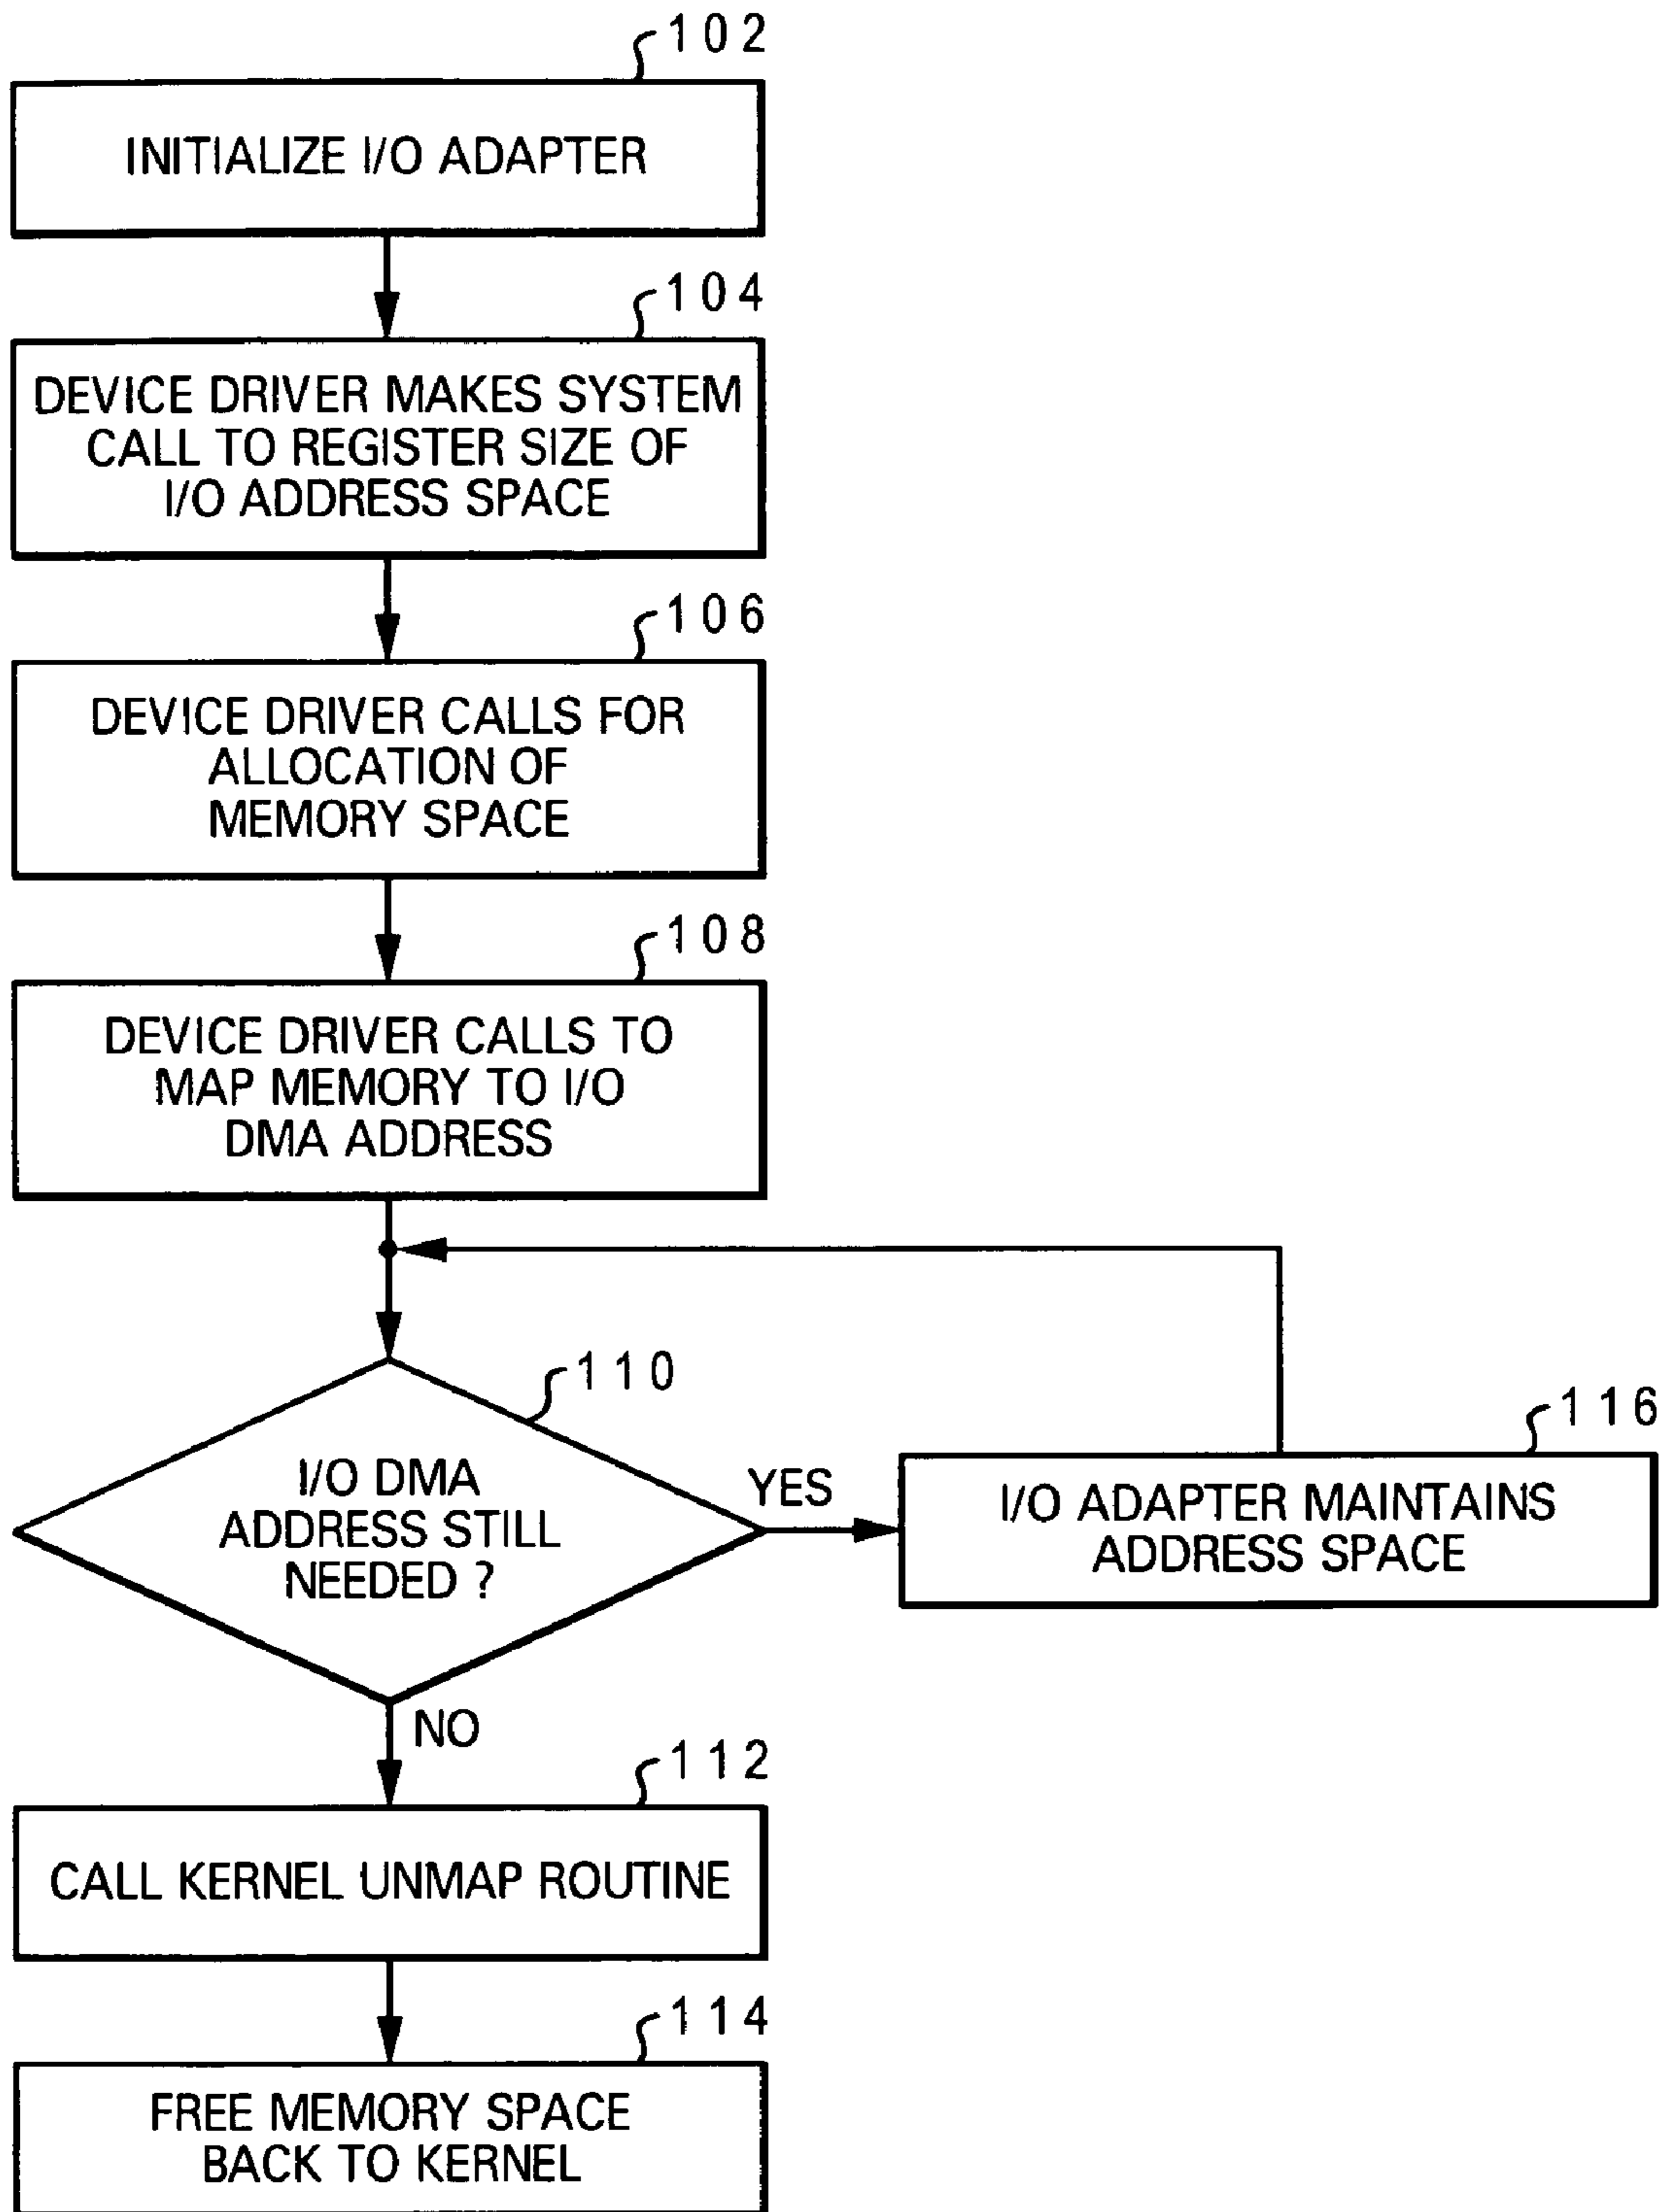 102
INITIALIZE I/O ADAPTER
104
DEVICE DRIVER MAKES SYSTEM
CALL TO REGISTER SIZE OF
I/O ADDRESS SPACE
106
DEVICE DRIVER CALLS FOR
ALLOCATION OF
MEMORY SPACE
108
DEVICE DRIVER CALLS TO
MAP MEMORY TO I/O
DMA ADDRESS
110
I/O DMA
ADDRESS STILL
NEEDED ?
YES
116
I/O ADAPTER MAINTAINS
ADDRESS SPACE
NO
112
CALL KERNEL UNMAP ROUTINE
114
FREE MEMORY SPACE
BACK TO KERNEL